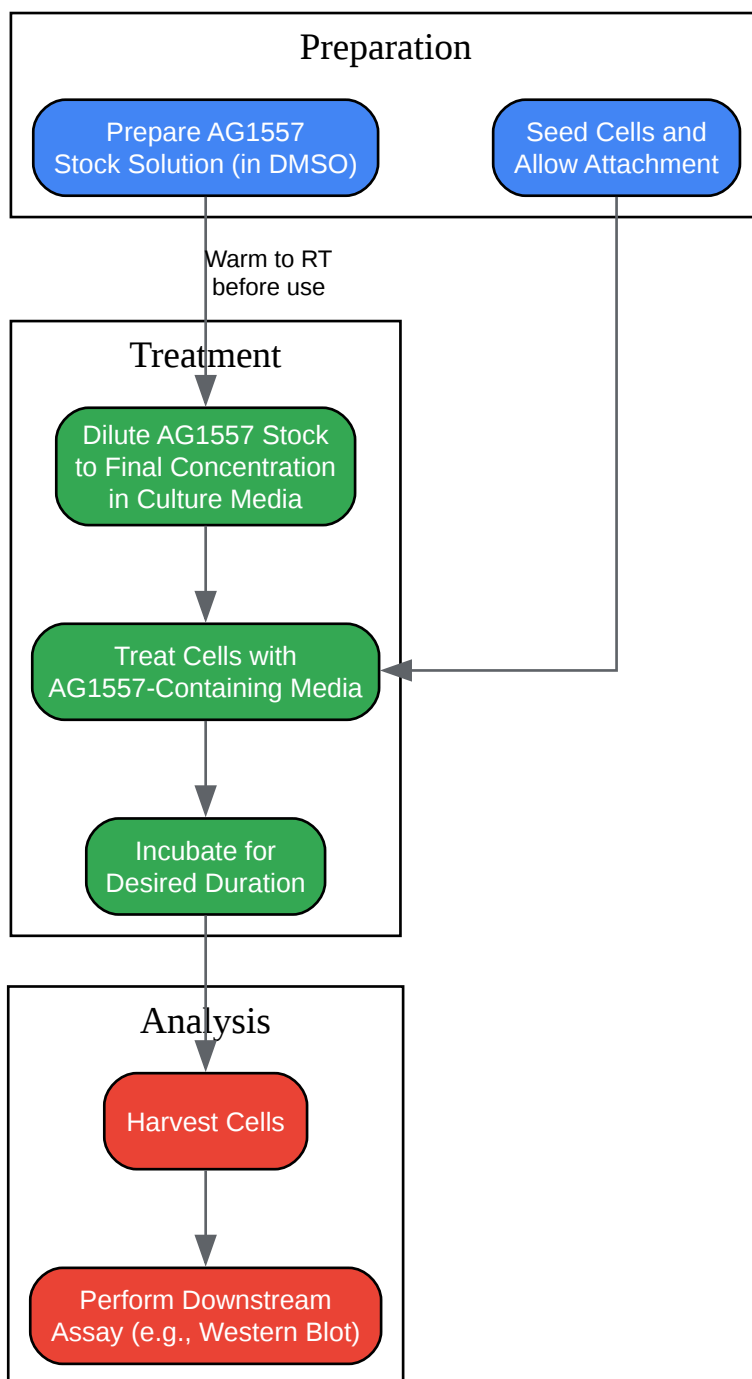 Preparation
Prepare AG1557
Stock Solution (in DMSO)
Seed Cells and
Allow Attachment
Warm to RT
before use
Treatment
Dilute AG1557 Stock
to Final Concentration
in Culture Media
Treat Cells with
AG1557-Containing Media
Incubate for
Desired Duration
Analysis
Harvest Cells
Perform Downstream
Assay (e.g., Western Blot)